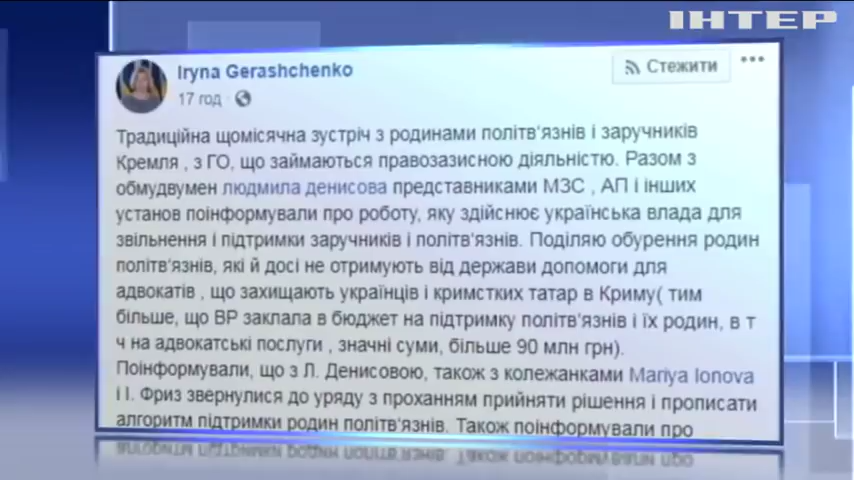 ІНТЕР
Iryna Gerashchenko
Стежити
17 год
Традиційна щомісячна зустріч з родинами політв'язнів і заручників
Кремля , з ГО, що займаються правозазисною діяльністю. Разом з
обмудвумен людмила денисова представниками МЗС , АП і інших
установ поінформували про роботу, яку здійснює українська влада для
звільнення і підтримки заручників і політв'язнів. Поділяю обурення родин
політв'язнів, які й досі не отримують від держави допомоги для
адвокатів , що захищають українців і кримстких татар в Криму( тим
більше, що ВР заклала в бюджет на підтримку політв'язнів і їх родин, в т
ч на адвокатські послуги , значні суми, більше 90 млн грн).
Поінформували, що з Л. Денисовою, також з колежанками Mariya Ionova
і І. Фриз звернулися до уряду з проханням прийняти рішення і прописати
алгоритм підтримки родин політв'язнів. Також поінформували про